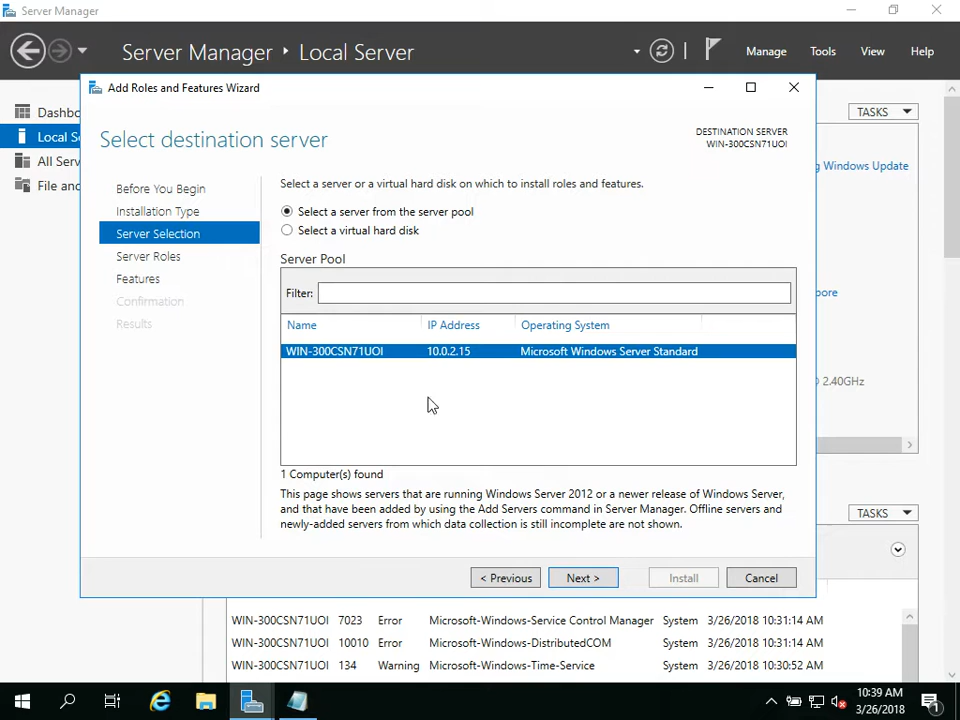 Server Manager
Server Manager ‣ Local Server
Manage
Tools
View
Help
Add Roles and Features Wizard
Select destination server
DESTINATION SERVER
WIN-300CSN71UOI
Before You Begin
Installation Type
Server Selection
Server Roles
Features
Confirmation
Results
Select a server or a virtual hard disk on which to install roles and features.
Select a server from the server pool
Select a virtual hard disk
Server Pool
Filter:
Name IP Address Operating System
WIN-300CSN71UOI 10.0.2.15 Microsoft Windows Server Standard
1 Computer(s) found
This page shows servers that are running Windows Server 2012 or a newer release of Windows Server,
and that have been added by using the Add Servers command in Server Manager. Offline servers and
newly-added servers from which data collection is still incomplete are not shown.
< Previous
Next >
Install
Cancel
Dashbo
Local Se
All Serv
File and
TASKS
g Windows Update
pore
@ 2.40GHz
TASKS
WIN-300CSN71UOI 7023 Error Microsoft-Windows-Service Control Manager System 3/26/2018 10:31:14 AM
WIN-300CSN71UOI 10010 Error Microsoft-Windows-DistributedCOM System 3/26/2018 10:31:14 AM
WIN-300CSN71UOI 134 Warning Microsoft-Windows-Time-Service System 3/26/2018 10:30:52 AM
10:39 AM
3/26/2018
1